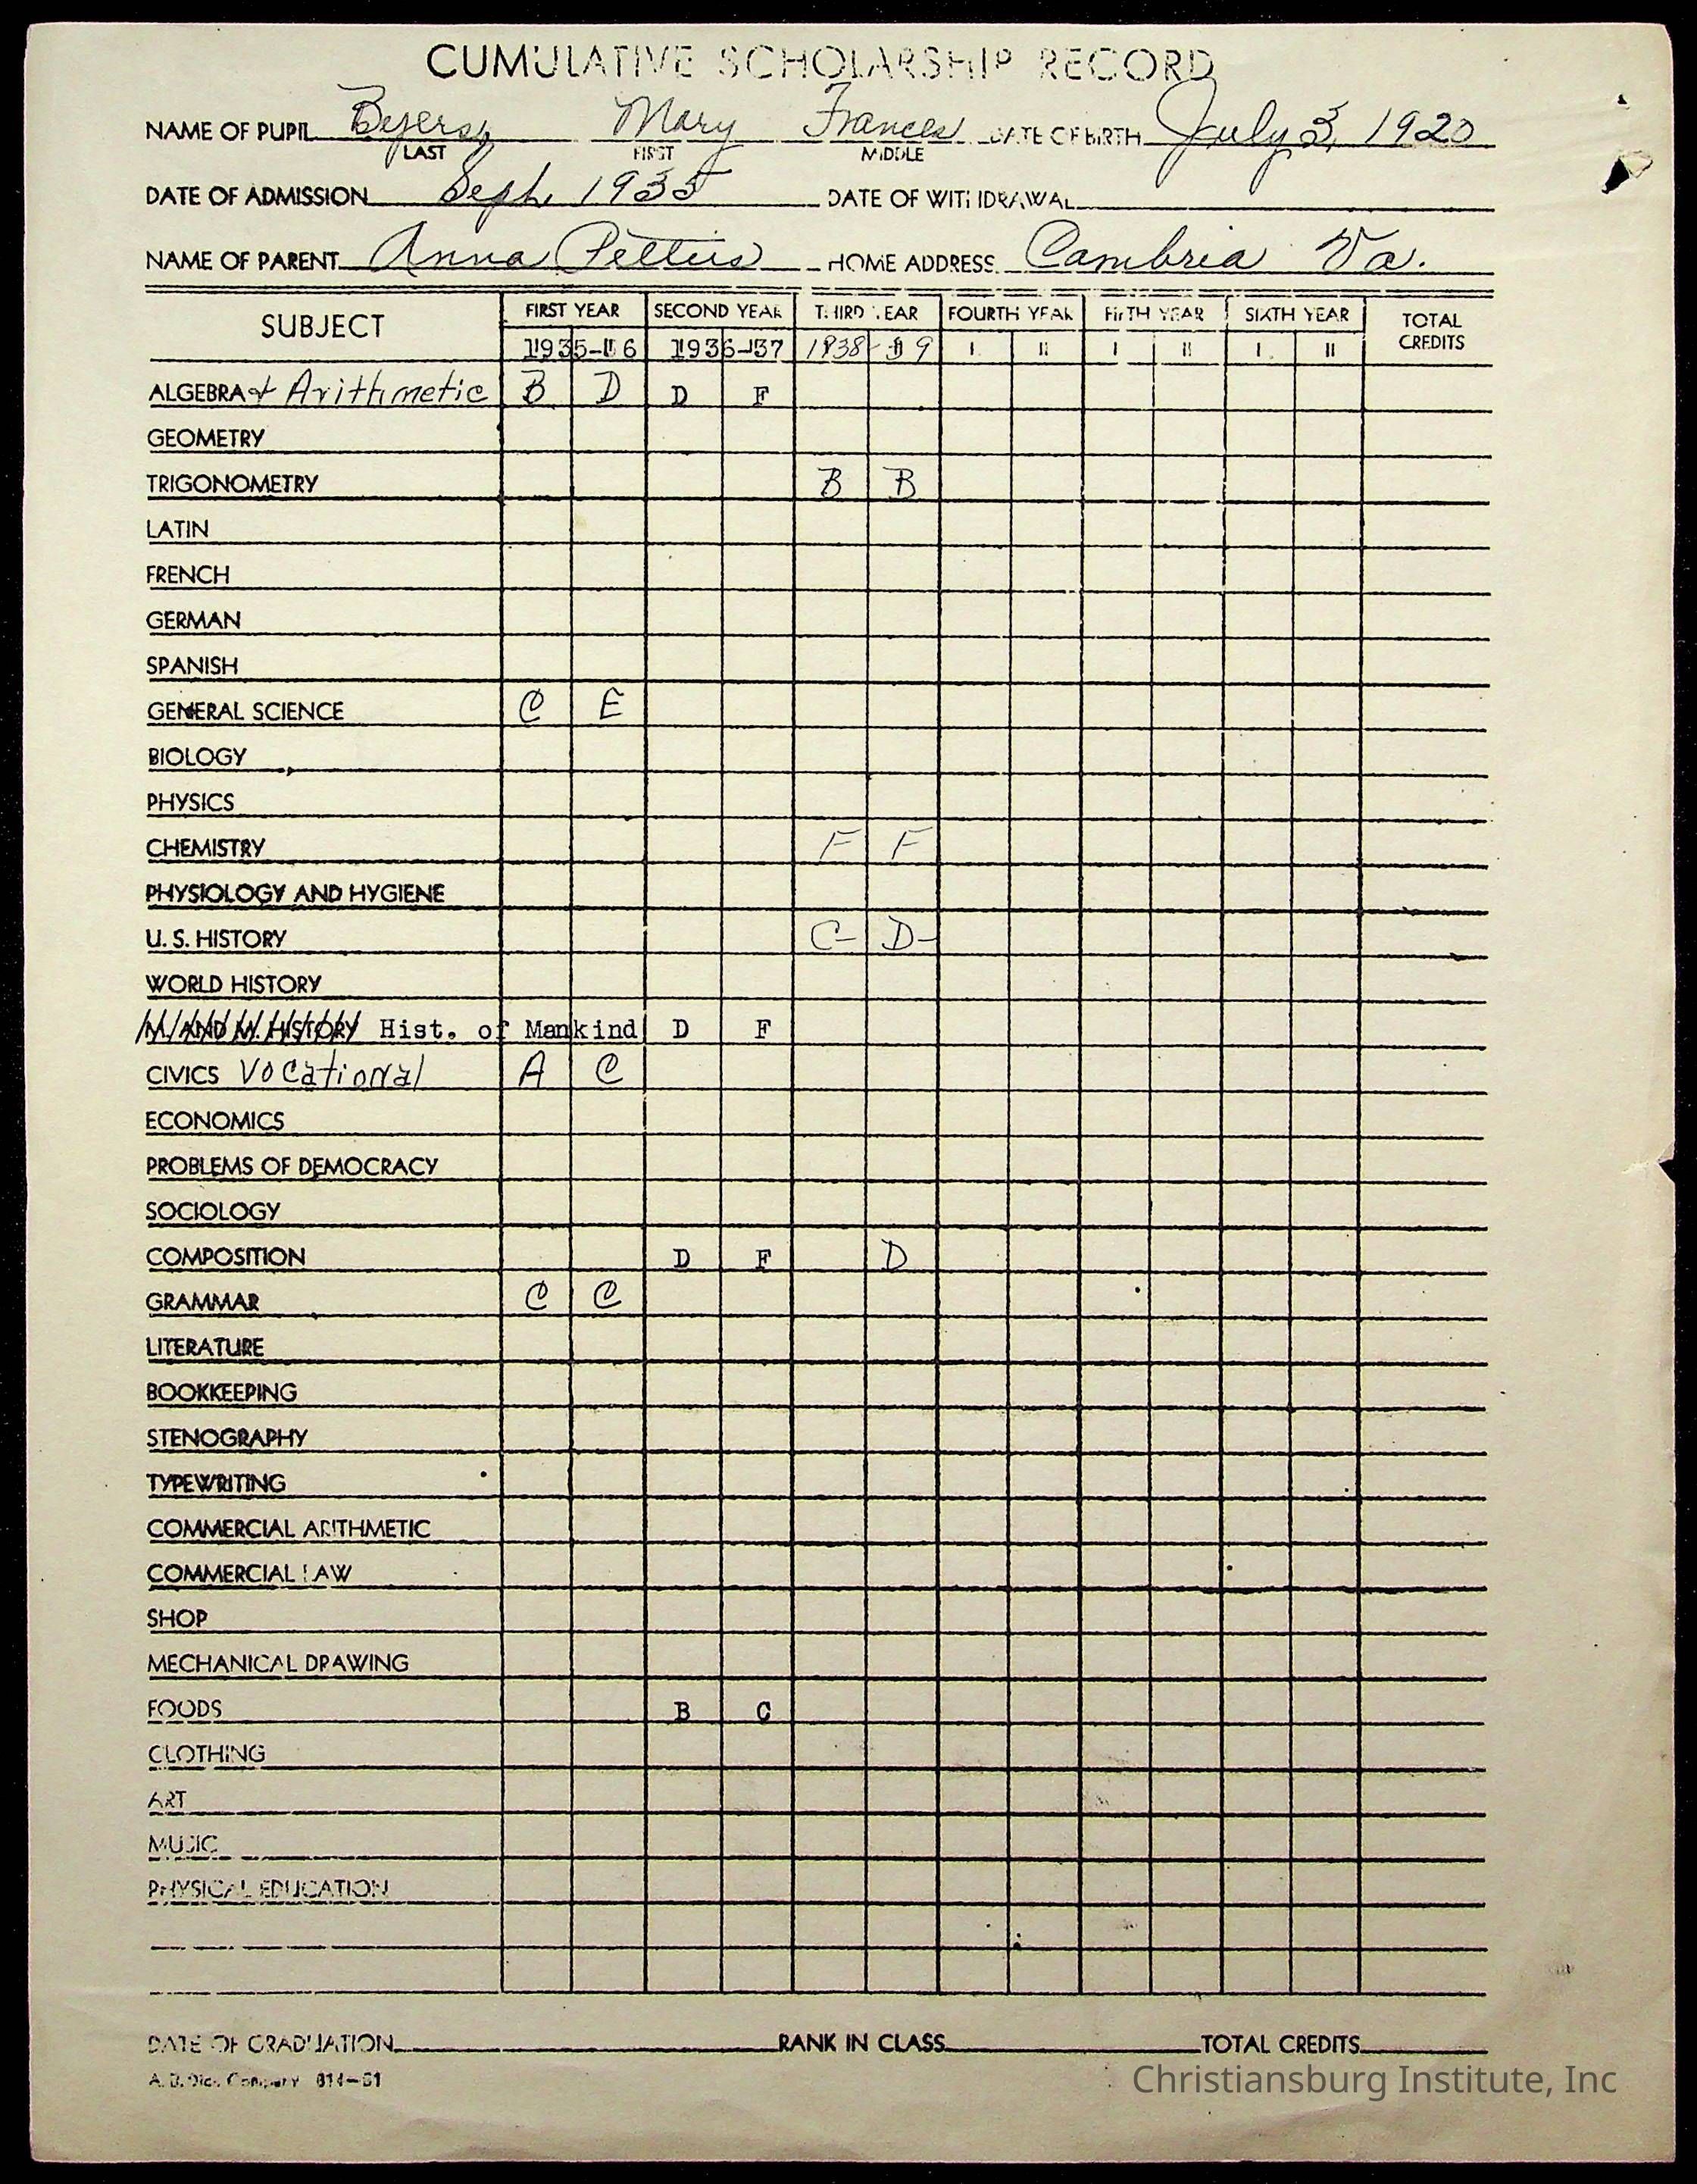 CUMULATIVE SCHOLARSHIP RECORD
NAME OF PUPIL Byers, Mary Frances DATE OF BIRTH July 3, 1920
LAST FIRST MIDDLE
DATE OF ADMISSION Sept. 1935 DATE OF WITHDRAWAL
NAME OF PARENT Anna Pettus HOME ADDRESS Cambria Va.
SUBJECT FIRST YEAR SECOND YEAR THIRD YEAR FOURTH YEAR FIFTH YEAR SIXTH YEAR TOTAL CREDITS
1935-36 1936-37 1938-39 I II I II I II
ALGEBRA & Arithmetic B D D F
GEOMETRY
TRIGONOMETRY B B
LATIN
FRENCH
GERMAN
SPANISH
GENERAL SCIENCE C E
BIOLOGY
PHYSICS
CHEMISTRY F F
PHYSIOLOGY AND HYGIENE
U. S. HISTORY C- D-
WORLD HISTORY
M. AND M. HISTORY Hist. of Mankind D F
CIVICS Vocational A C
ECONOMICS
PROBLEMS OF DEMOCRACY
SOCIOLOGY
COMPOSITION D F D
GRAMMAR C C
LITERATURE
BOOKKEEPING
STENOGRAPHY
TYPEWRITING
COMMERCIAL ARITHMETIC
COMMERCIAL LAW
SHOP
MECHANICAL DRAWING
FOODS B C
CLOTHING
ART
MUSIC
PHYSICAL EDUCATION
DATE OF GRADUATION RANK IN CLASS TOTAL CREDITS
A. B. Dick Company 814-61
Christiansburg Institute, Inc